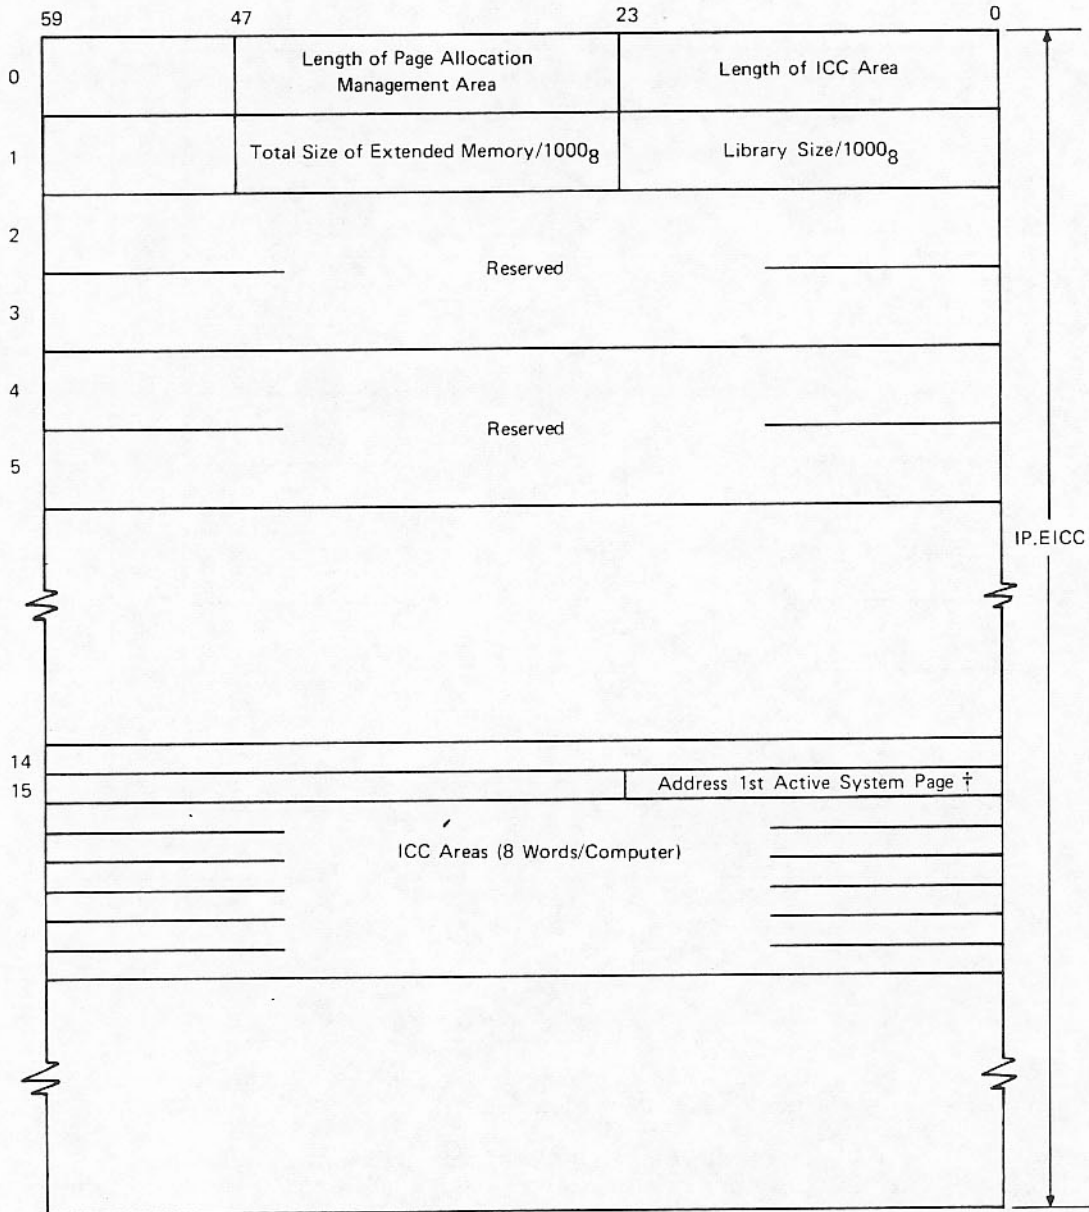 59 47 23 0
0 Length of Page Allocation Management Area Length of ICC Area
1 Total Size of Extended Memory/1000₈ Library Size/1000₈
2
Reserved
3
4
Reserved
5
IP.EICC
14
15 Address 1st Active System Page †
ICC Areas (8 Words/Computer)